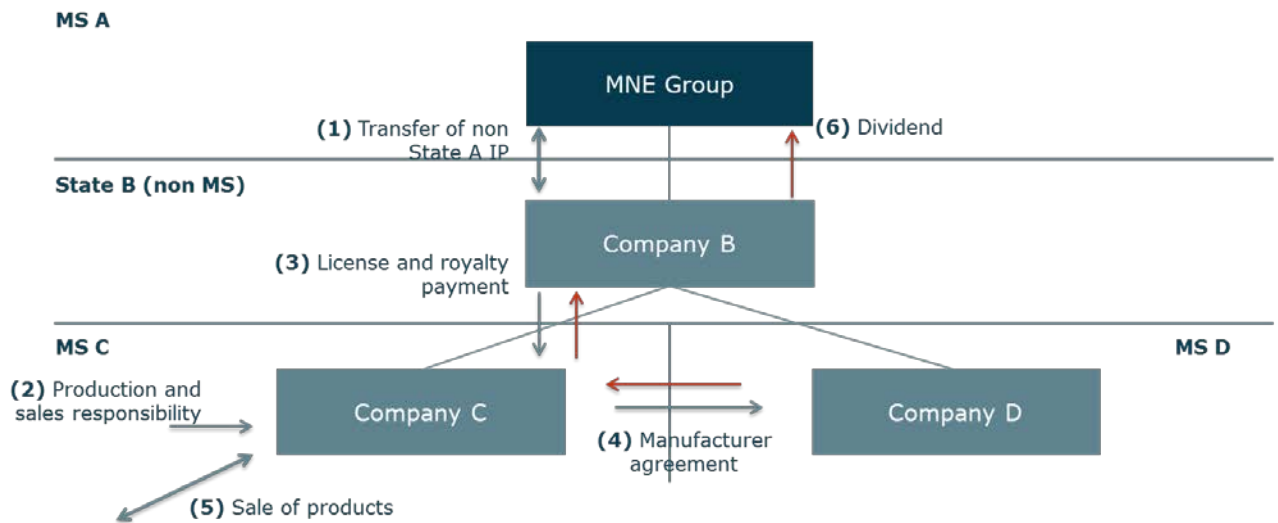 MS A
MNE Group
(1) Transfer of non
State A IP
(6) Dividend
State B (non MS)
Company B
(3) License and royalty
payment
MS C
MS D
(2) Production and
sales responsibility
Company C
Company D
(4) Manufacturer
agreement
(5) Sale of products